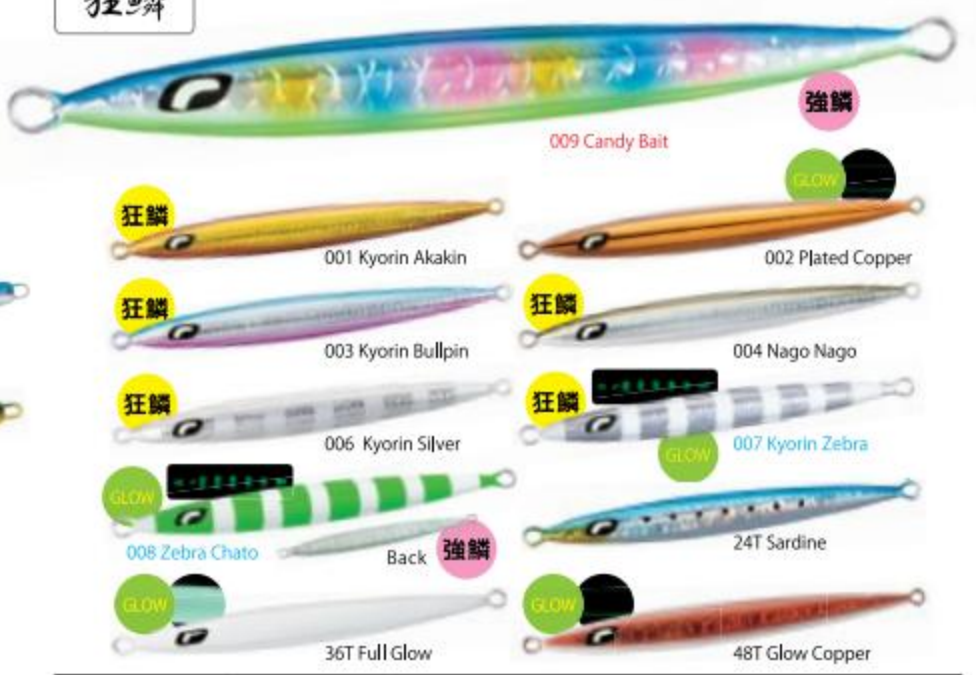 狂鱗
強鱗
009 Candy Bait
GLOW
狂鱗
001 Kyorin Akakin
002 Plated Copper
狂鱗
003 Kyorin Bullpin
狂鱗
004 Nago Nago
狂鱗
006 Kyorin Silver
狂鱗
007 Kyorin Zebra
GLOW
GLOW
008 Zebra Chato
Back
強鱗
24T Sardine
GLOW
36T Full Glow
GLOW
48T Glow Copper